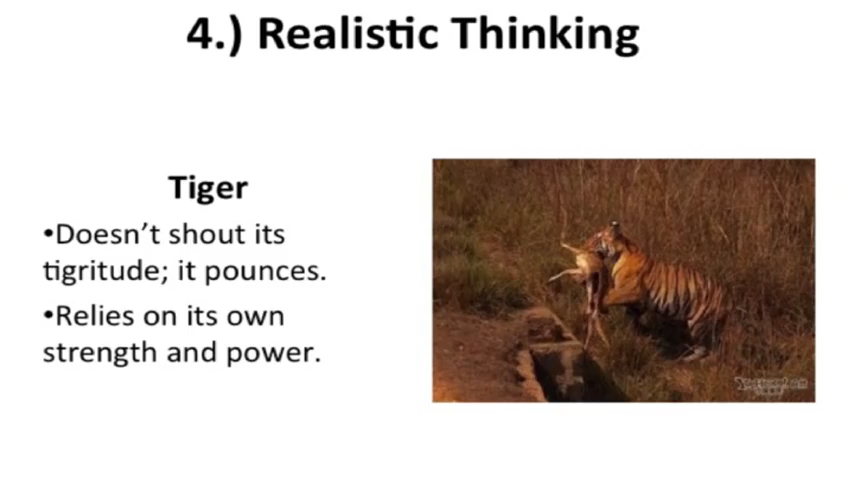 4.) Realistic Thinking
Tiger
•Doesn't shout its
tigritude; it pounces.
•Relies on its own
strength and power.